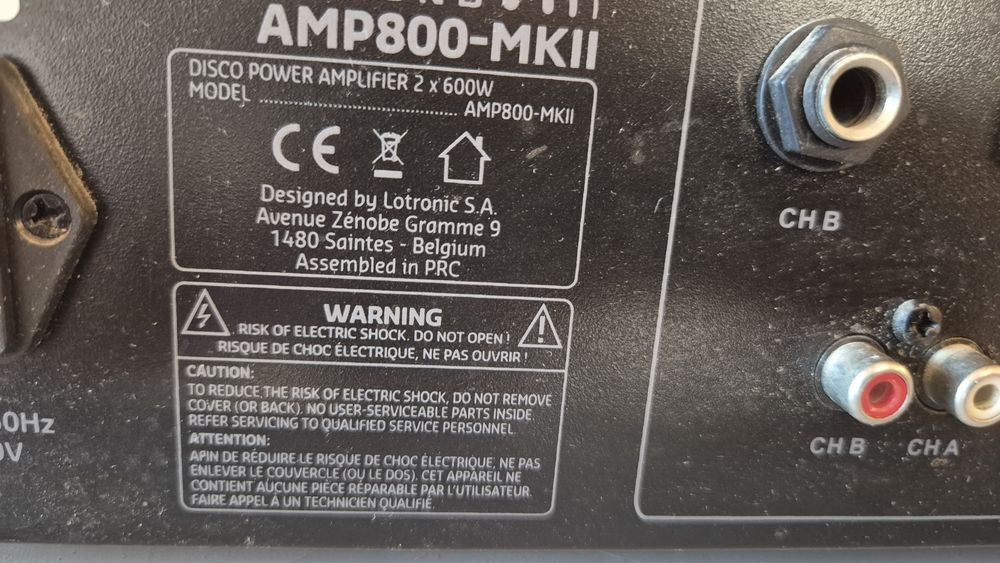 AMP800-MKII
DISCO POWER AMPLIFIER 2 x 600W
MODEL ................................................ AMP800-MKII
CE
Designed by Lotronic S.A.
Avenue Zénobe Gramme 9
1480 Saintes - Belgium
Assembled in PRC
WARNING
RISK OF ELECTRIC SHOCK. DO NOT OPEN !
RISQUE DE CHOC ÉLECTRIQUE, NE PAS OUVRIR !
CAUTION:
TO REDUCE THE RISK OF ELECTRIC SHOCK, DO NOT REMOVE
COVER (OR BACK). NO USER-SERVICEABLE PARTS INSIDE.
REFER SERVICING TO QUALIFIED SERVICE PERSONNEL.
ATTENTION:
AFIN DE RÉDUIRE LE RISQUE DE CHOC ÉLECTRIQUE, NE PAS
ENLEVER LE COUVERCLE (OU LE DOS). CET APPAREIL NE
CONTIENT AUCUNE PIÈCE RÉPARABLE PAR L'UTILISATEUR.
FAIRE APPEL À UN TECHNICIEN QUALIFIÉ.
0Hz
V
CH B
CH B CH A